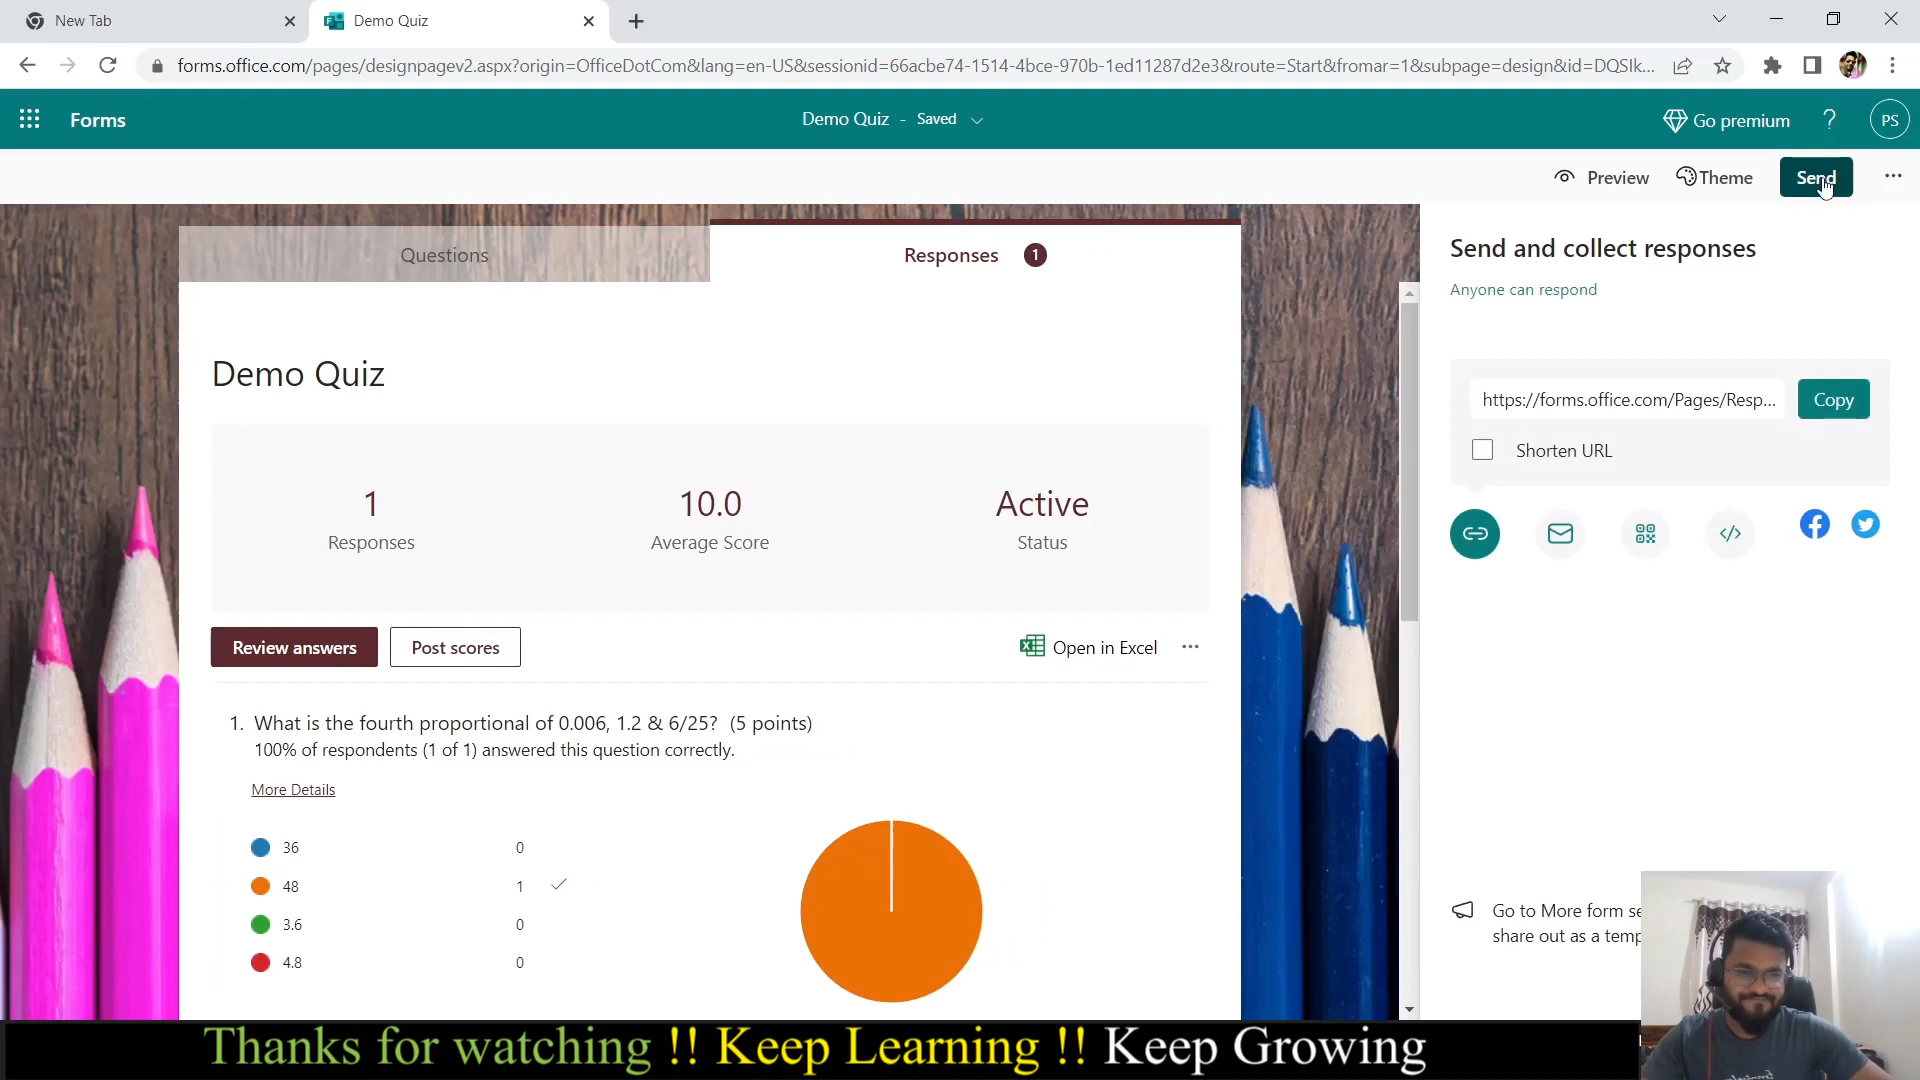 New Tab
Demo Quiz
forms.office.com/pages/designpagev2.aspx?origin=OfficeDotCom&lang=en-US&sessionid=66acbe74-1514-4bce-970b-1ed11287d2e3&route=Start&fromar=1&subpage=design&id=DQSIk...
Forms
Demo Quiz - Saved
Go premium
?
PS
Preview
Theme
Send
Questions
Responses 1
Send and collect responses
Anyone can respond
https://forms.office.com/Pages/Resp...
Copy
Shorten URL
Demo Quiz
1
Responses
10.0
Average Score
Active
Status
Review answers
Post scores
Open in Excel
1. What is the fourth proportional of 0.006, 1.2 & 6/25? (5 points)
100% of respondents (1 of 1) answered this question correctly.
More Details
36 0
48 1
3.6 0
4.8 0
Go to More form se
share out as a temp
Thanks for watching !! Keep Learning !! Keep Growing